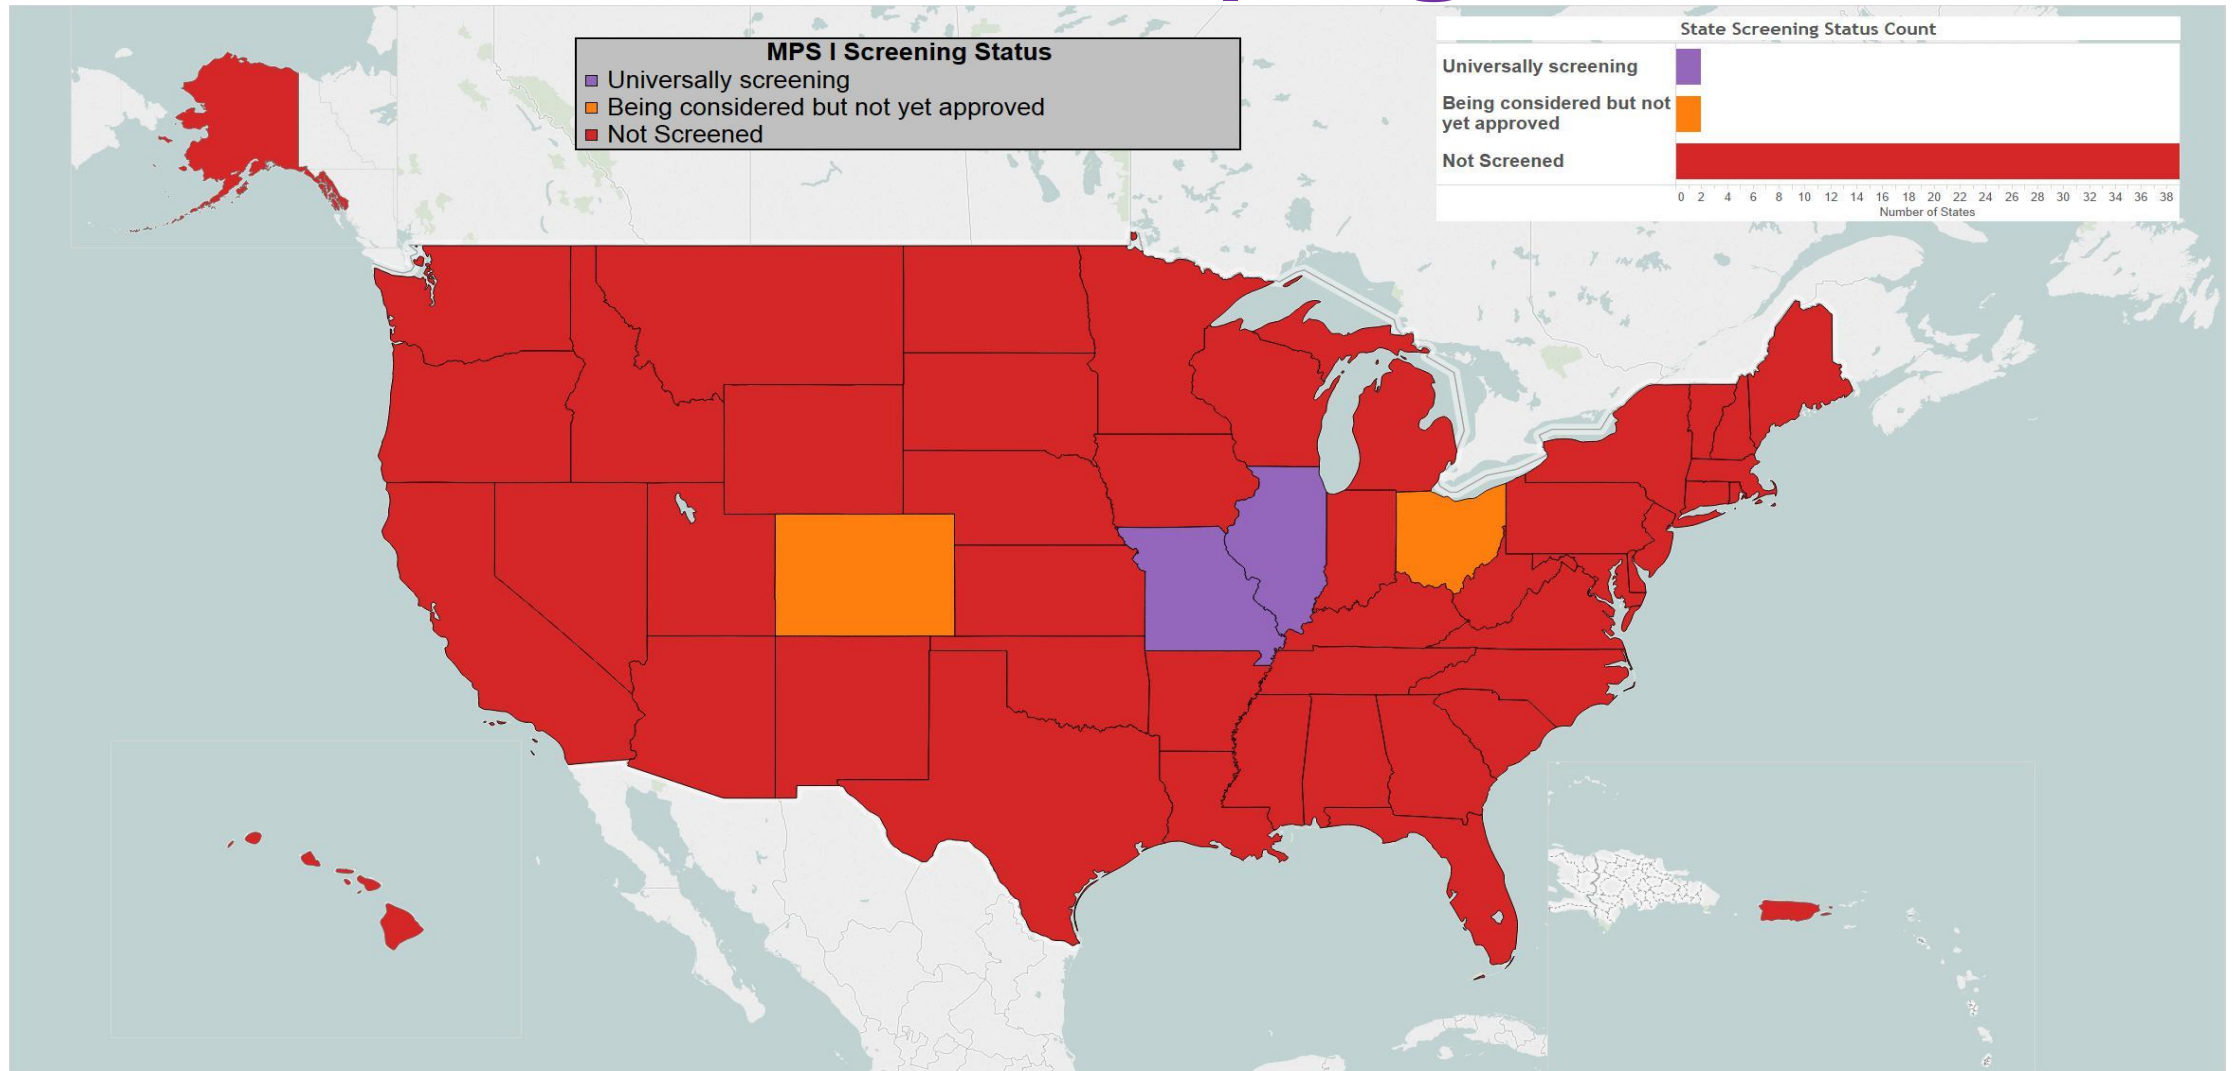 MPS I Screening Status
Universally screening
Being considered but not yet approved
Not Screened
State Screening Status Count
Universally screening
Being considered but not
yet approved
Not Screened
0 2 4 6 8 10 12 14 16 18 20 22 24 26 28 30 32 34 36 38
Number of States